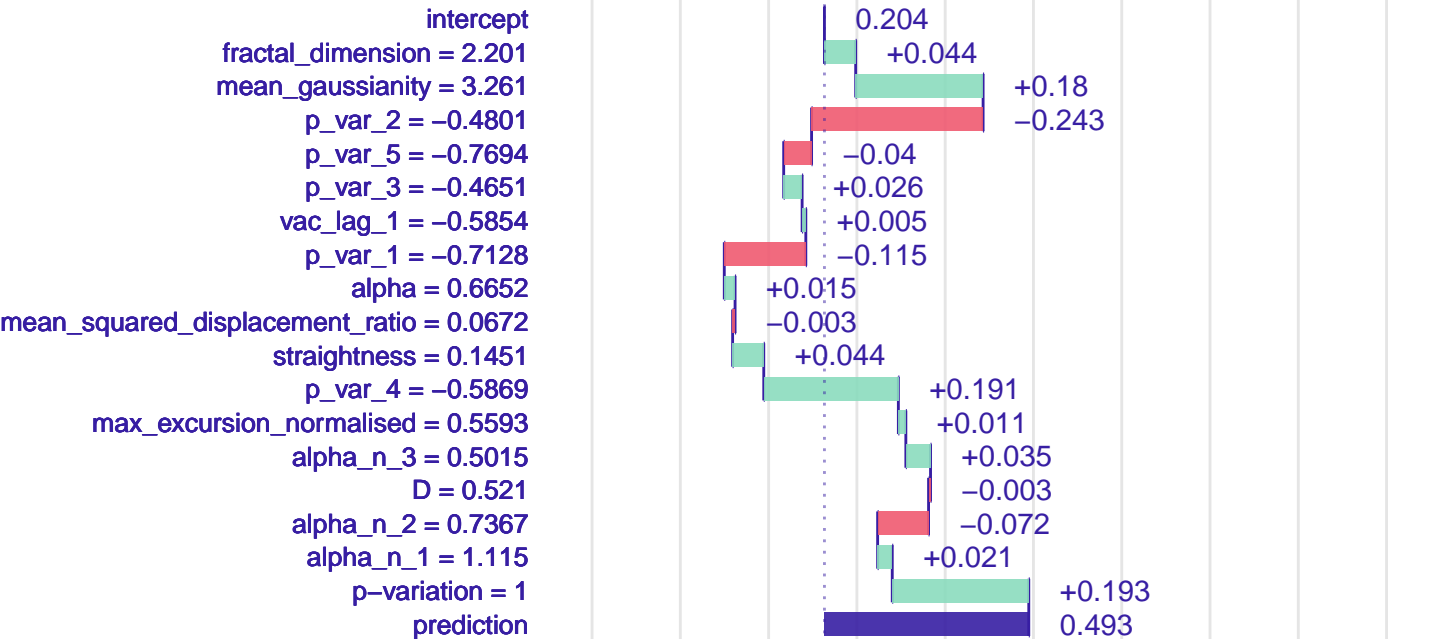 intercept 0.204
fractal_dimension = 2.201 +0.044
mean_gaussianity = 3.261 +0.18
p_var_2 = −0.4801 −0.243
p_var_5 = −0.7694 −0.04
p_var_3 = −0.4651 +0.026
vac_lag_1 = −0.5854 +0.005
p_var_1 = −0.7128 −0.115
alpha = 0.6652 +0.015
mean_squared_displacement_ratio = 0.0672 −0.003
straightness = 0.1451 +0.044
p_var_4 = −0.5869 +0.191
max_excursion_normalised = 0.5593 +0.011
alpha_n_3 = 0.5015 +0.035
D = 0.521 −0.003
alpha_n_2 = 0.7367 −0.072
alpha_n_1 = 1.115 +0.021
p−variation = 1 +0.193
prediction 0.493